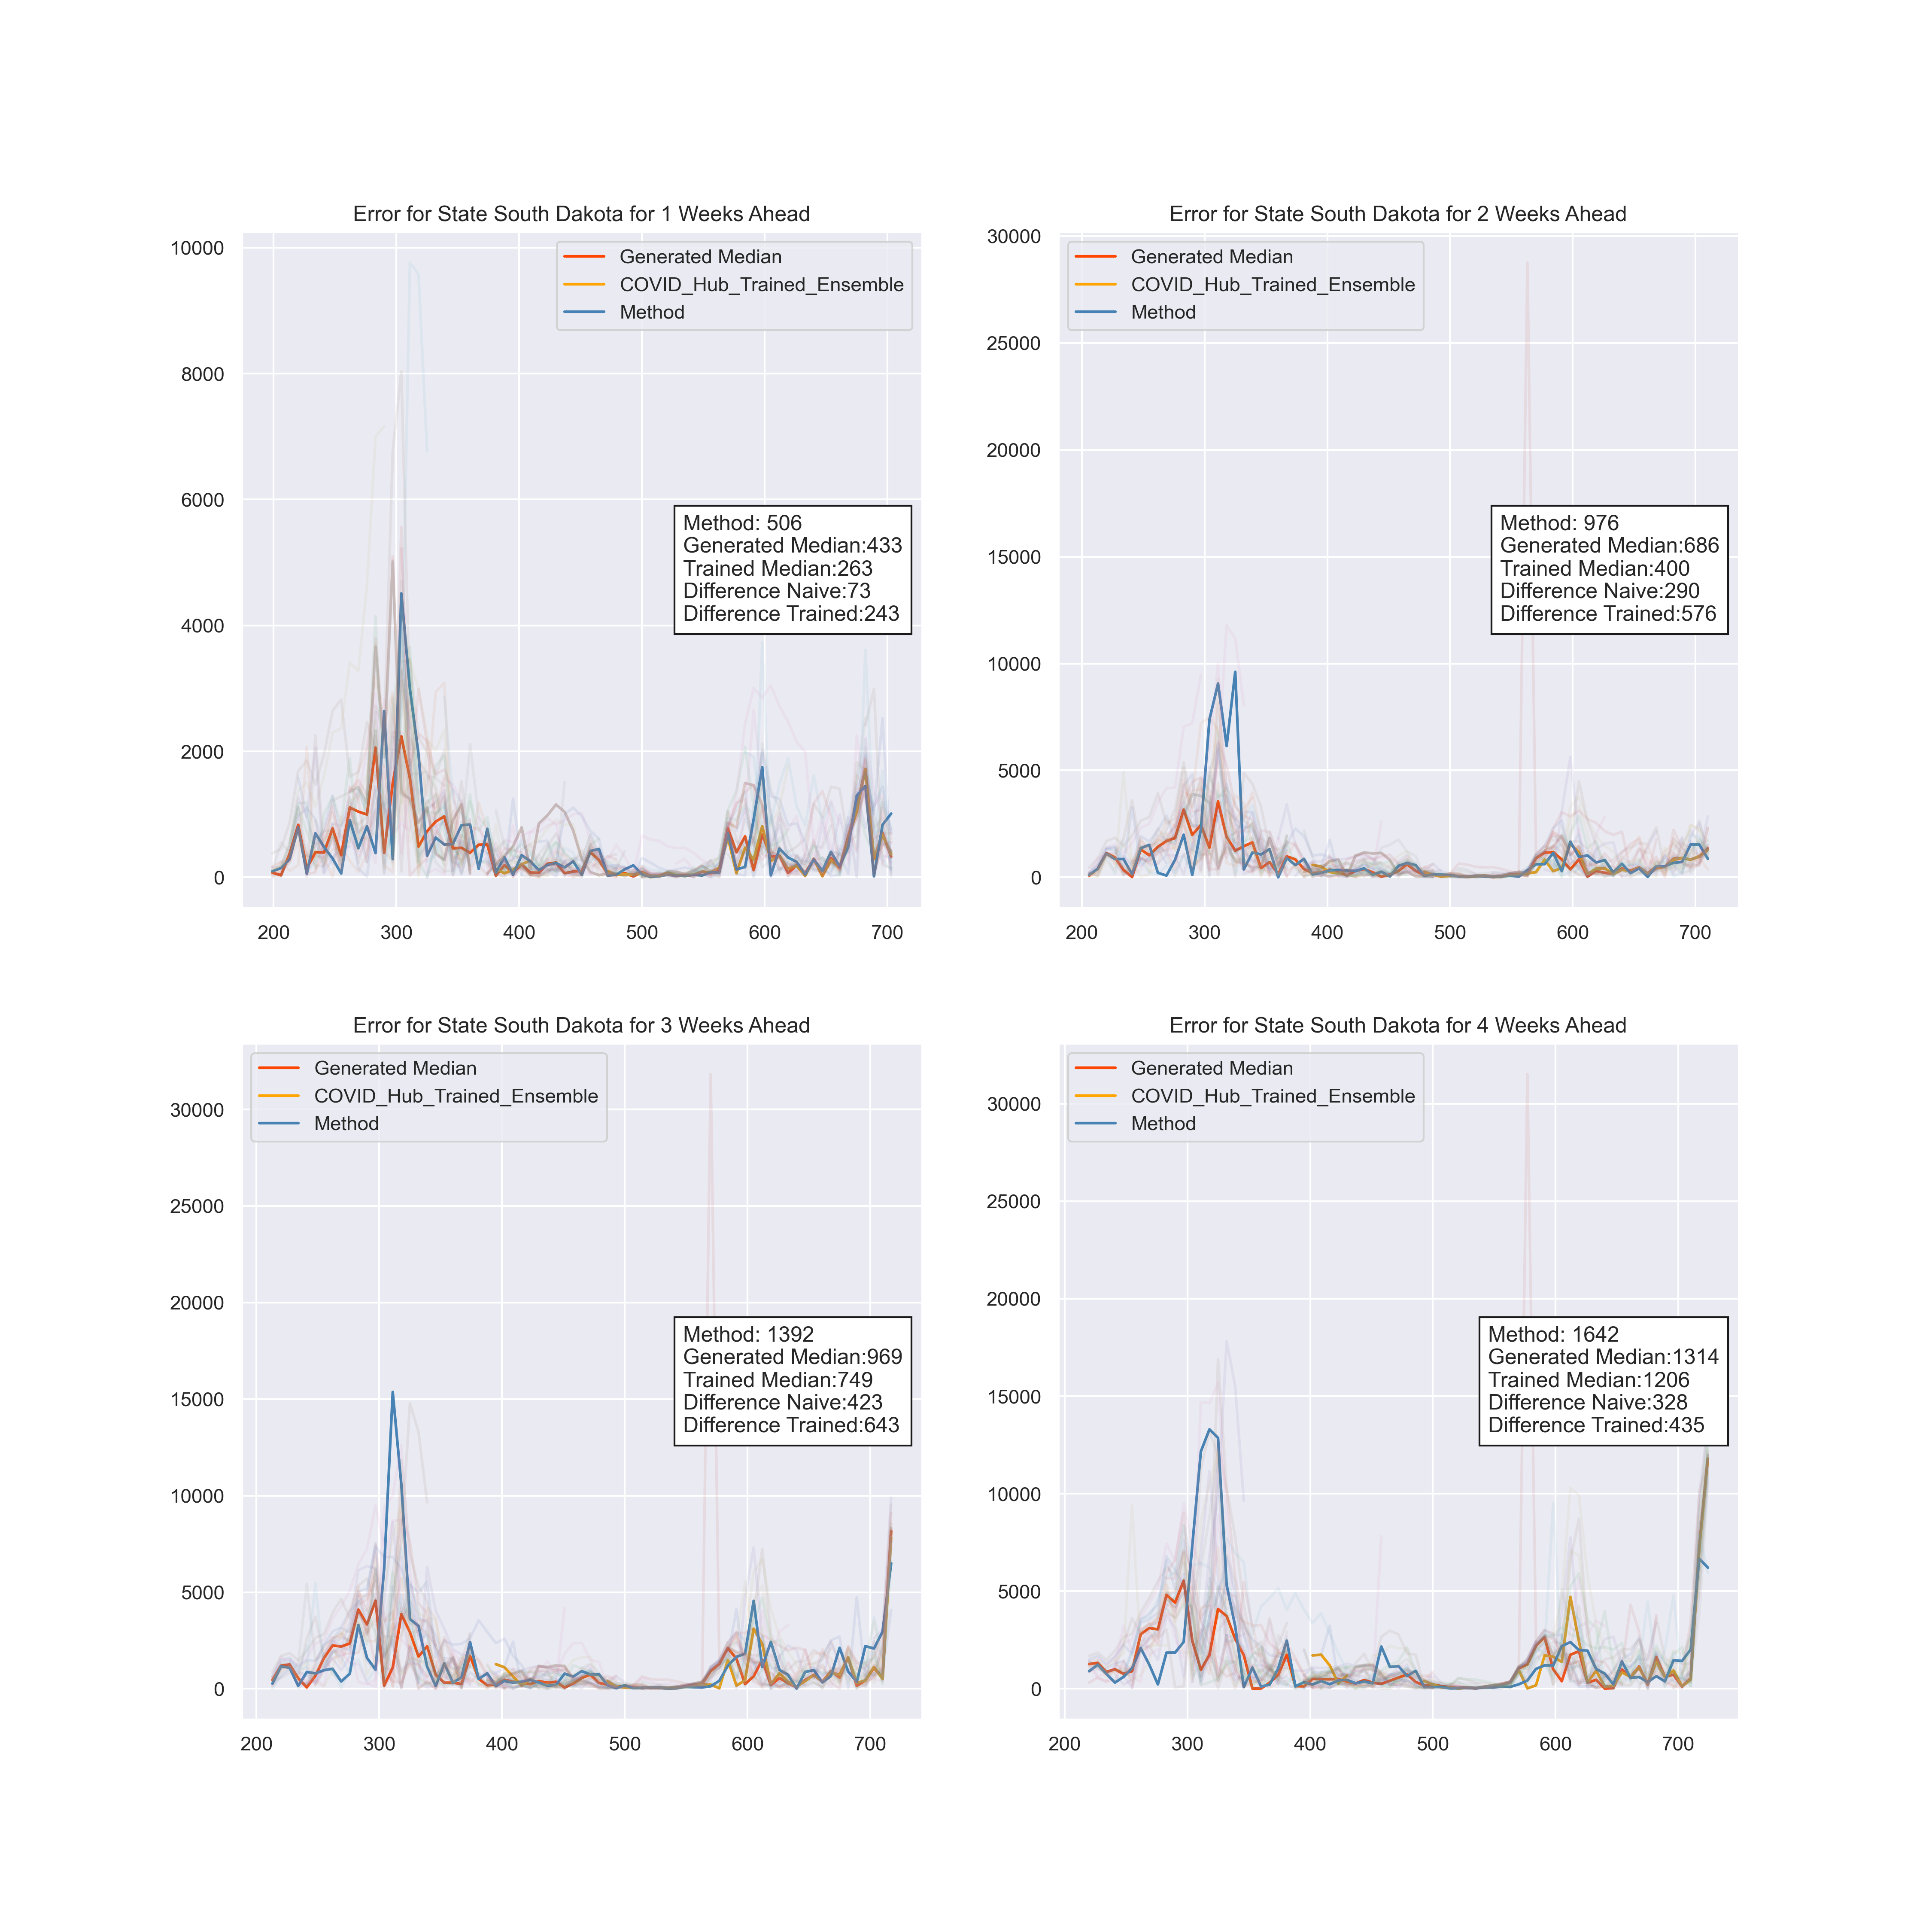 Error for State South Dakota for 1 Weeks Ahead
10000
8000
6000
4000
2000
0
200 300 400 500 600 700
Generated Median
COVID_Hub_Trained_Ensemble
Method
Method: 506
Generated Median:433
Trained Median:263
Difference Naive:73
Difference Trained:243
Error for State South Dakota for 2 Weeks Ahead
30000
25000
20000
15000
10000
5000
0
200 300 400 500 600 700
Generated Median
COVID_Hub_Trained_Ensemble
Method
Method: 976
Generated Median:686
Trained Median:400
Difference Naive:290
Difference Trained:576
Error for State South Dakota for 3 Weeks Ahead
30000
25000
20000
15000
10000
5000
0
200 300 400 500 600 700
Generated Median
COVID_Hub_Trained_Ensemble
Method
Method: 1392
Generated Median:969
Trained Median:749
Difference Naive:423
Difference Trained:643
Error for State South Dakota for 4 Weeks Ahead
30000
25000
20000
15000
10000
5000
0
200 300 400 500 600 700
Generated Median
COVID_Hub_Trained_Ensemble
Method
Method: 1642
Generated Median:1314
Trained Median:1206
Difference Naive:328
Difference Trained:435